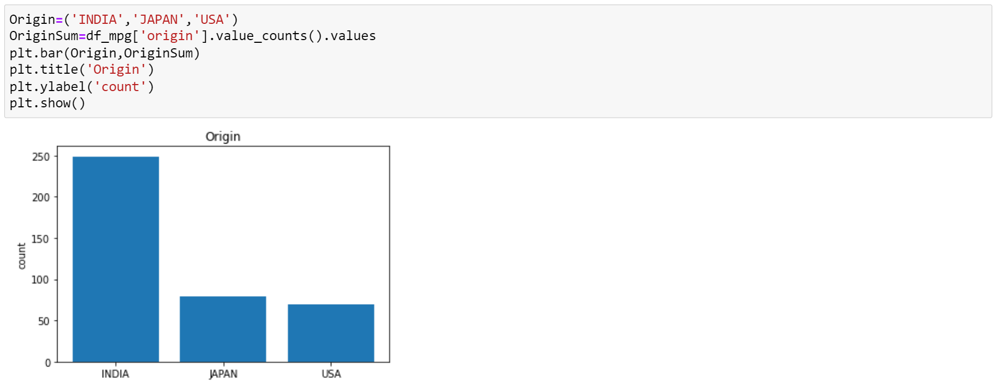 Origin=('INDIA','JAPAN','USA')
OriginSum=df_mpg['origin'].value_counts().values
plt.bar(Origin,OriginSum)
plt.title('Origin')
plt.ylabel('count')
plt.show()
Origin
250
200
150
100
50
0
count
INDIA JAPAN USA